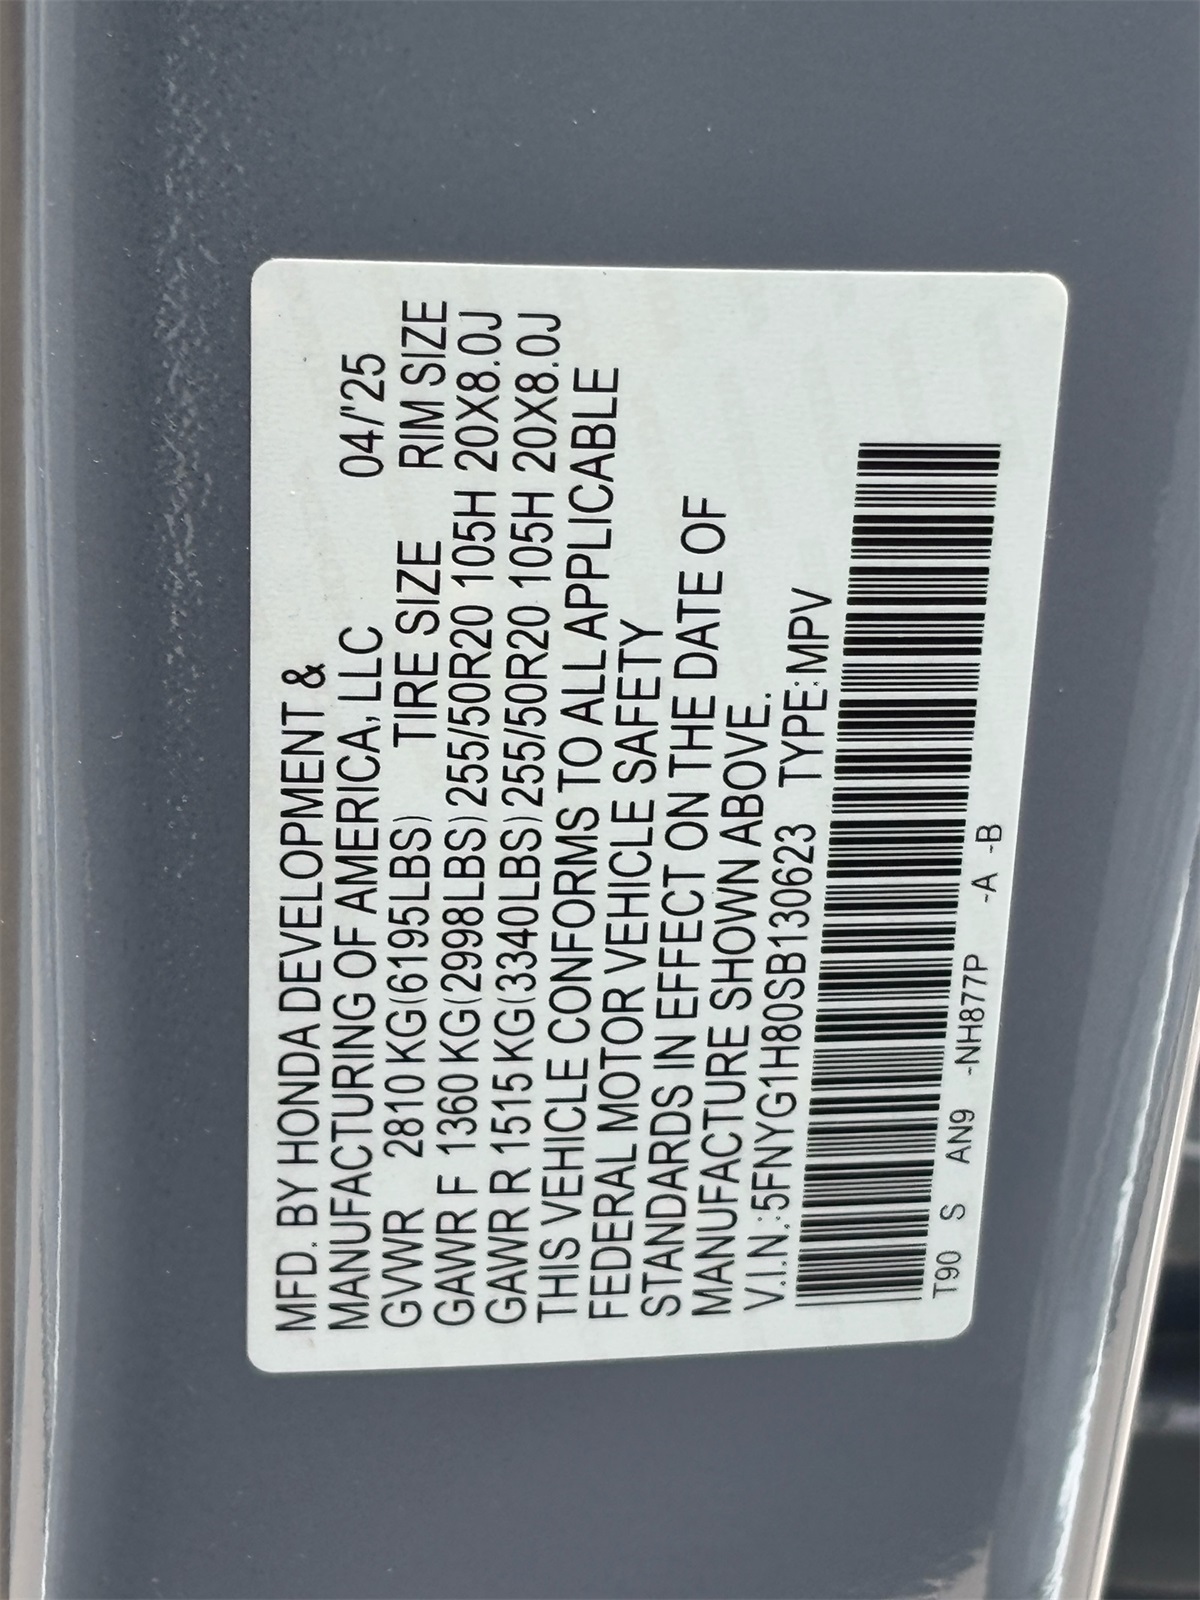 MFD. BY HONDA DEVELOPMENT &
MANUFACTURING OF AMERICA, LLC 04/'25
GVWR 2810 KG(6195LBS) TIRE SIZE RIM SIZE
GAWR F 1360 KG(2998LBS) 255/50R20 105H 20X8.0J
GAWR R 1515 KG(3340LBS) 255/50R20 105H 20X8.0J
THIS VEHICLE CONFORMS TO ALL APPLICABLE
FEDERAL MOTOR VEHICLE SAFETY
STANDARDS IN EFFECT ON THE DATE OF
MANUFACTURE SHOWN ABOVE.
V.I.N.:5FNYG1H80SB130623 TYPE:MPV
T90 S AN9 -NH877P -A -B